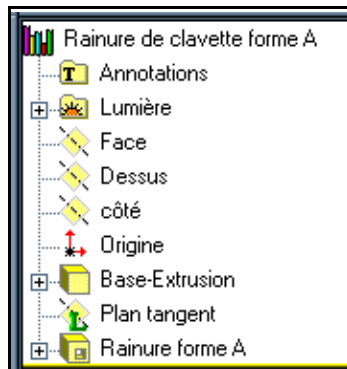 Rainure de clavette forme A
Annotations
Lumière
Face
Dessus
côté
Origine
Base-Extrusion
Plan tangent
Rainure forme A